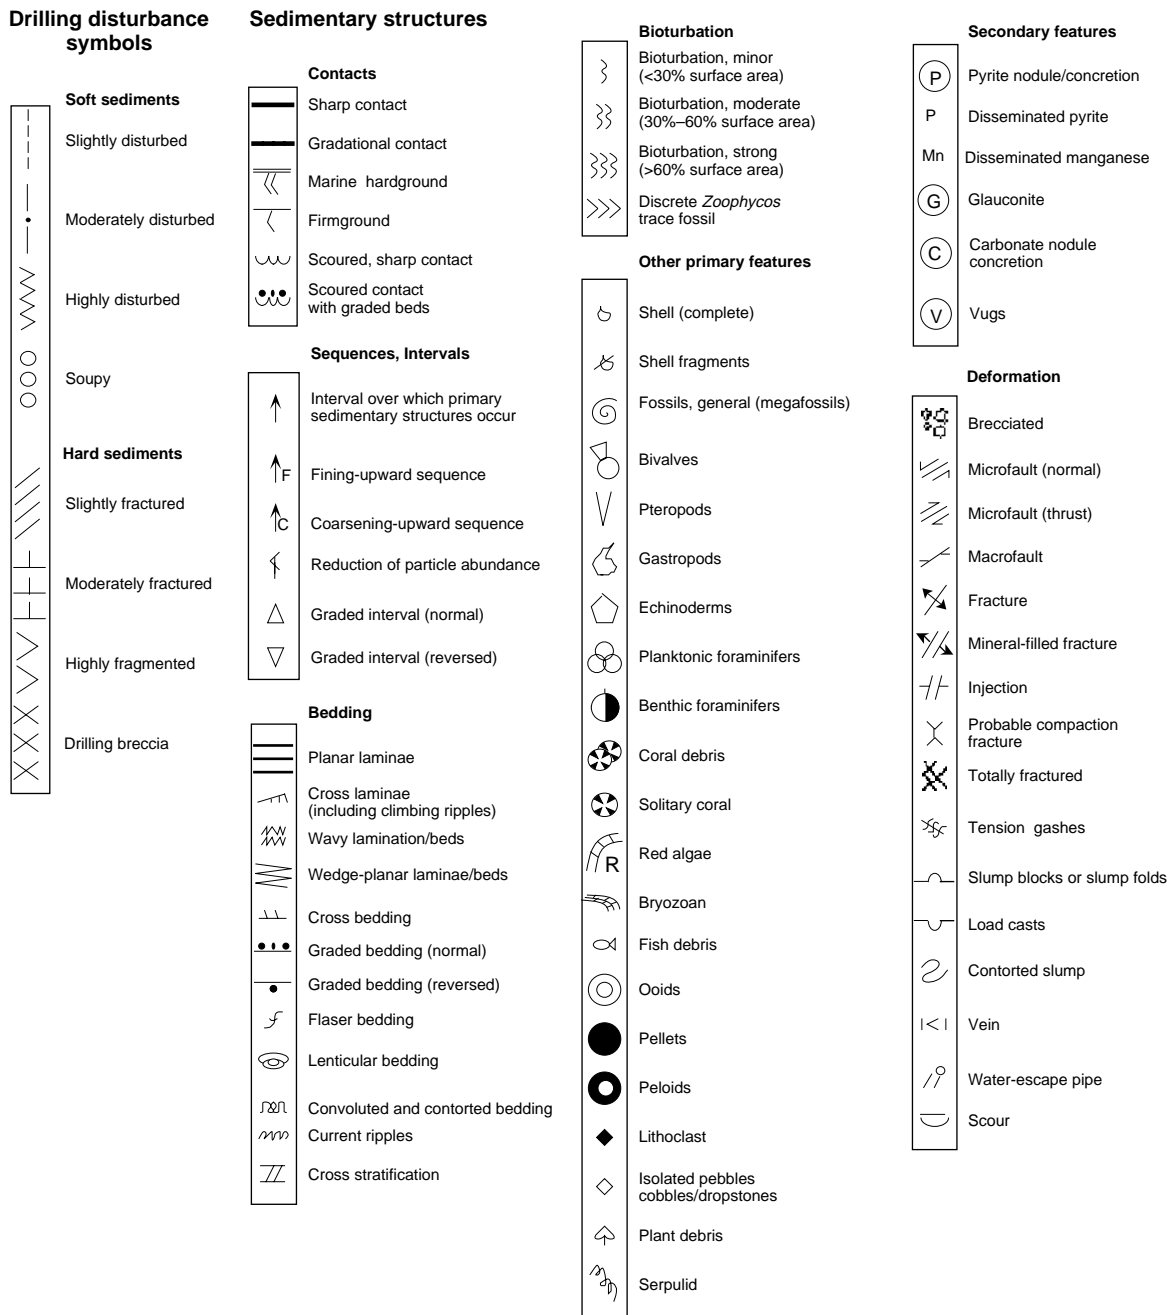 Drilling disturbance
symbols
Soft sediments
Slightly disturbed
Moderately disturbed
Highly disturbed
Soupy
Hard sediments
Slightly fractured
Moderately fractured
Highly fragmented
Drilling breccia
Sedimentary structures
Contacts
Sharp contact
Gradational contact
Marine hardground
Firmground
Scoured, sharp contact
Scoured contact
with graded beds
Sequences, Intervals
Interval over which primary
sedimentary structures occur
F Fining-upward sequence
C Coarsening-upward sequence
Reduction of particle abundance
Graded interval (normal)
Graded interval (reversed)
Bedding
Planar laminae
Cross laminae
(including climbing ripples)
Wavy lamination/beds
Wedge-planar laminae/beds
Cross bedding
Graded bedding (normal)
Graded bedding (reversed)
Flaser bedding
Lenticular bedding
Convoluted and contorted bedding
Current ripples
Cross stratification
Bioturbation
Bioturbation, minor
(<30% surface area)
Bioturbation, moderate
(30%–60% surface area)
Bioturbation, strong
(>60% surface area)
Discrete Zoophycos
trace fossil
Other primary features
Shell (complete)
Shell fragments
Fossils, general (megafossils)
Bivalves
Pteropods
Gastropods
Echinoderms
Planktonic foraminifers
Benthic foraminifers
Coral debris
Solitary coral
R Red algae
Bryozoan
Fish debris
Ooids
Pellets
Peloids
Lithoclast
Isolated pebbles
cobbles/dropstones
Plant debris
Serpulid
Secondary features
P Pyrite nodule/concretion
P Disseminated pyrite
Mn Disseminated manganese
G Glauconite
C Carbonate nodule
concretion
V Vugs
Deformation
Brecciated
Microfault (normal)
Microfault (thrust)
Macrofault
Fracture
Mineral-filled fracture
Injection
Probable compaction
fracture
Totally fractured
Tension gashes
Slump blocks or slump folds
Load casts
Contorted slump
Vein
Water-escape pipe
Scour